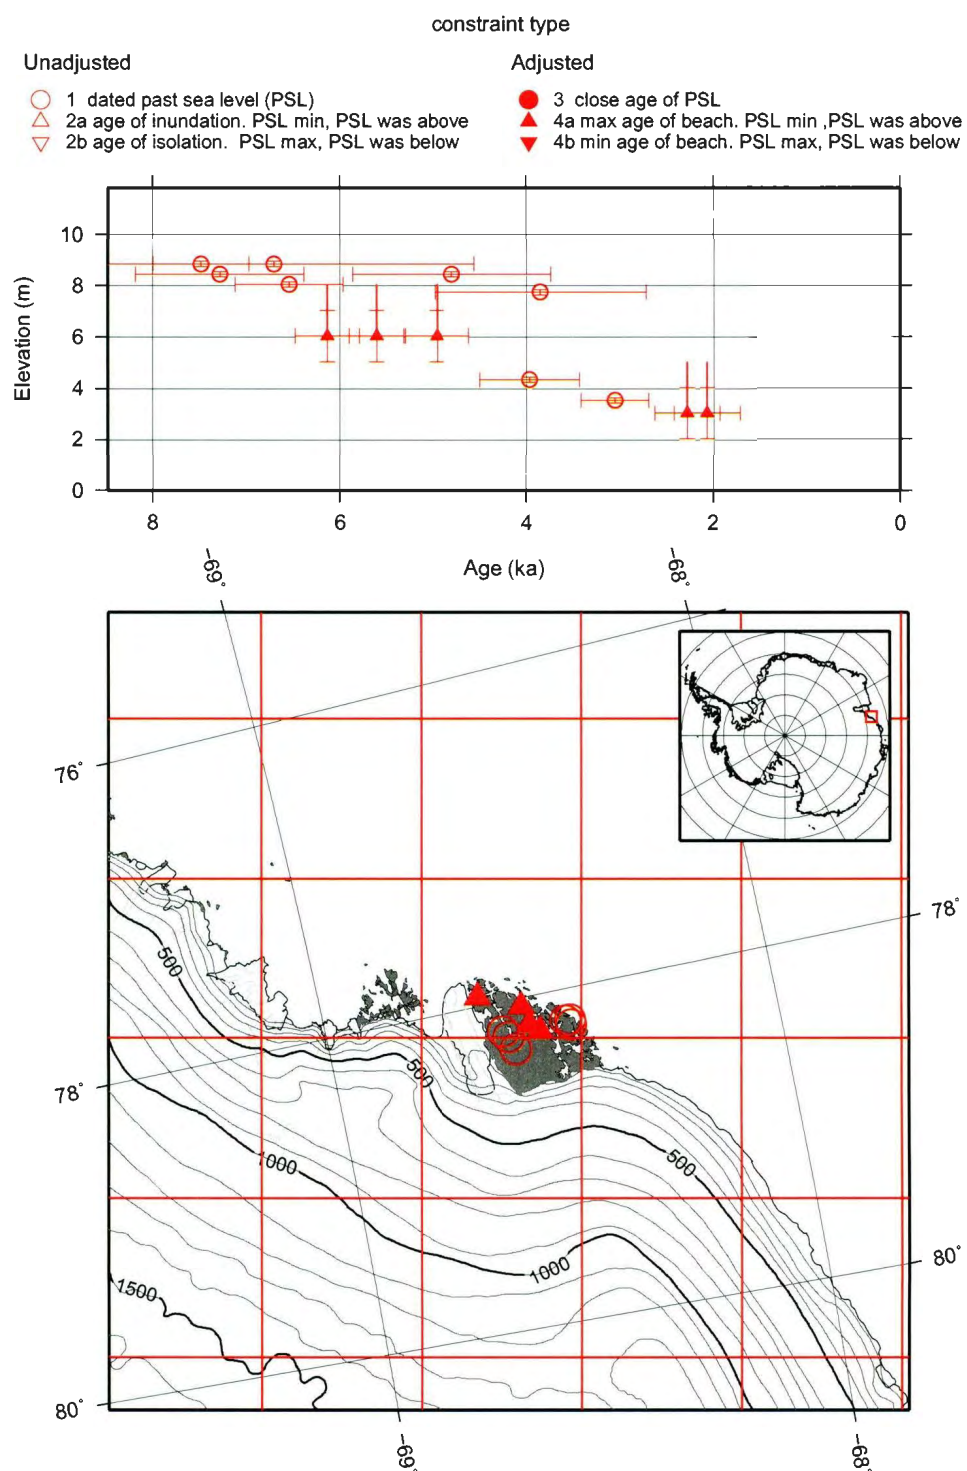 constraint type
Unadjusted
Adjusted
1 dated past sea level (PSL)
3 close age of PSL
2a age of inundation. PSL min, PSL was above
4a max age of beach. PSL min ,PSL was above
2b age of isolation. PSL max, PSL was below
4b min age of beach. PSL max, PSL was below
Elevation (m)
10
8
6
4
2
0
8
6
4
2
0
Age (ka)
-69°
-68°
76°
78°
500
78°
500
1000
500
80°
1000
1500
80°
-69°
-68°